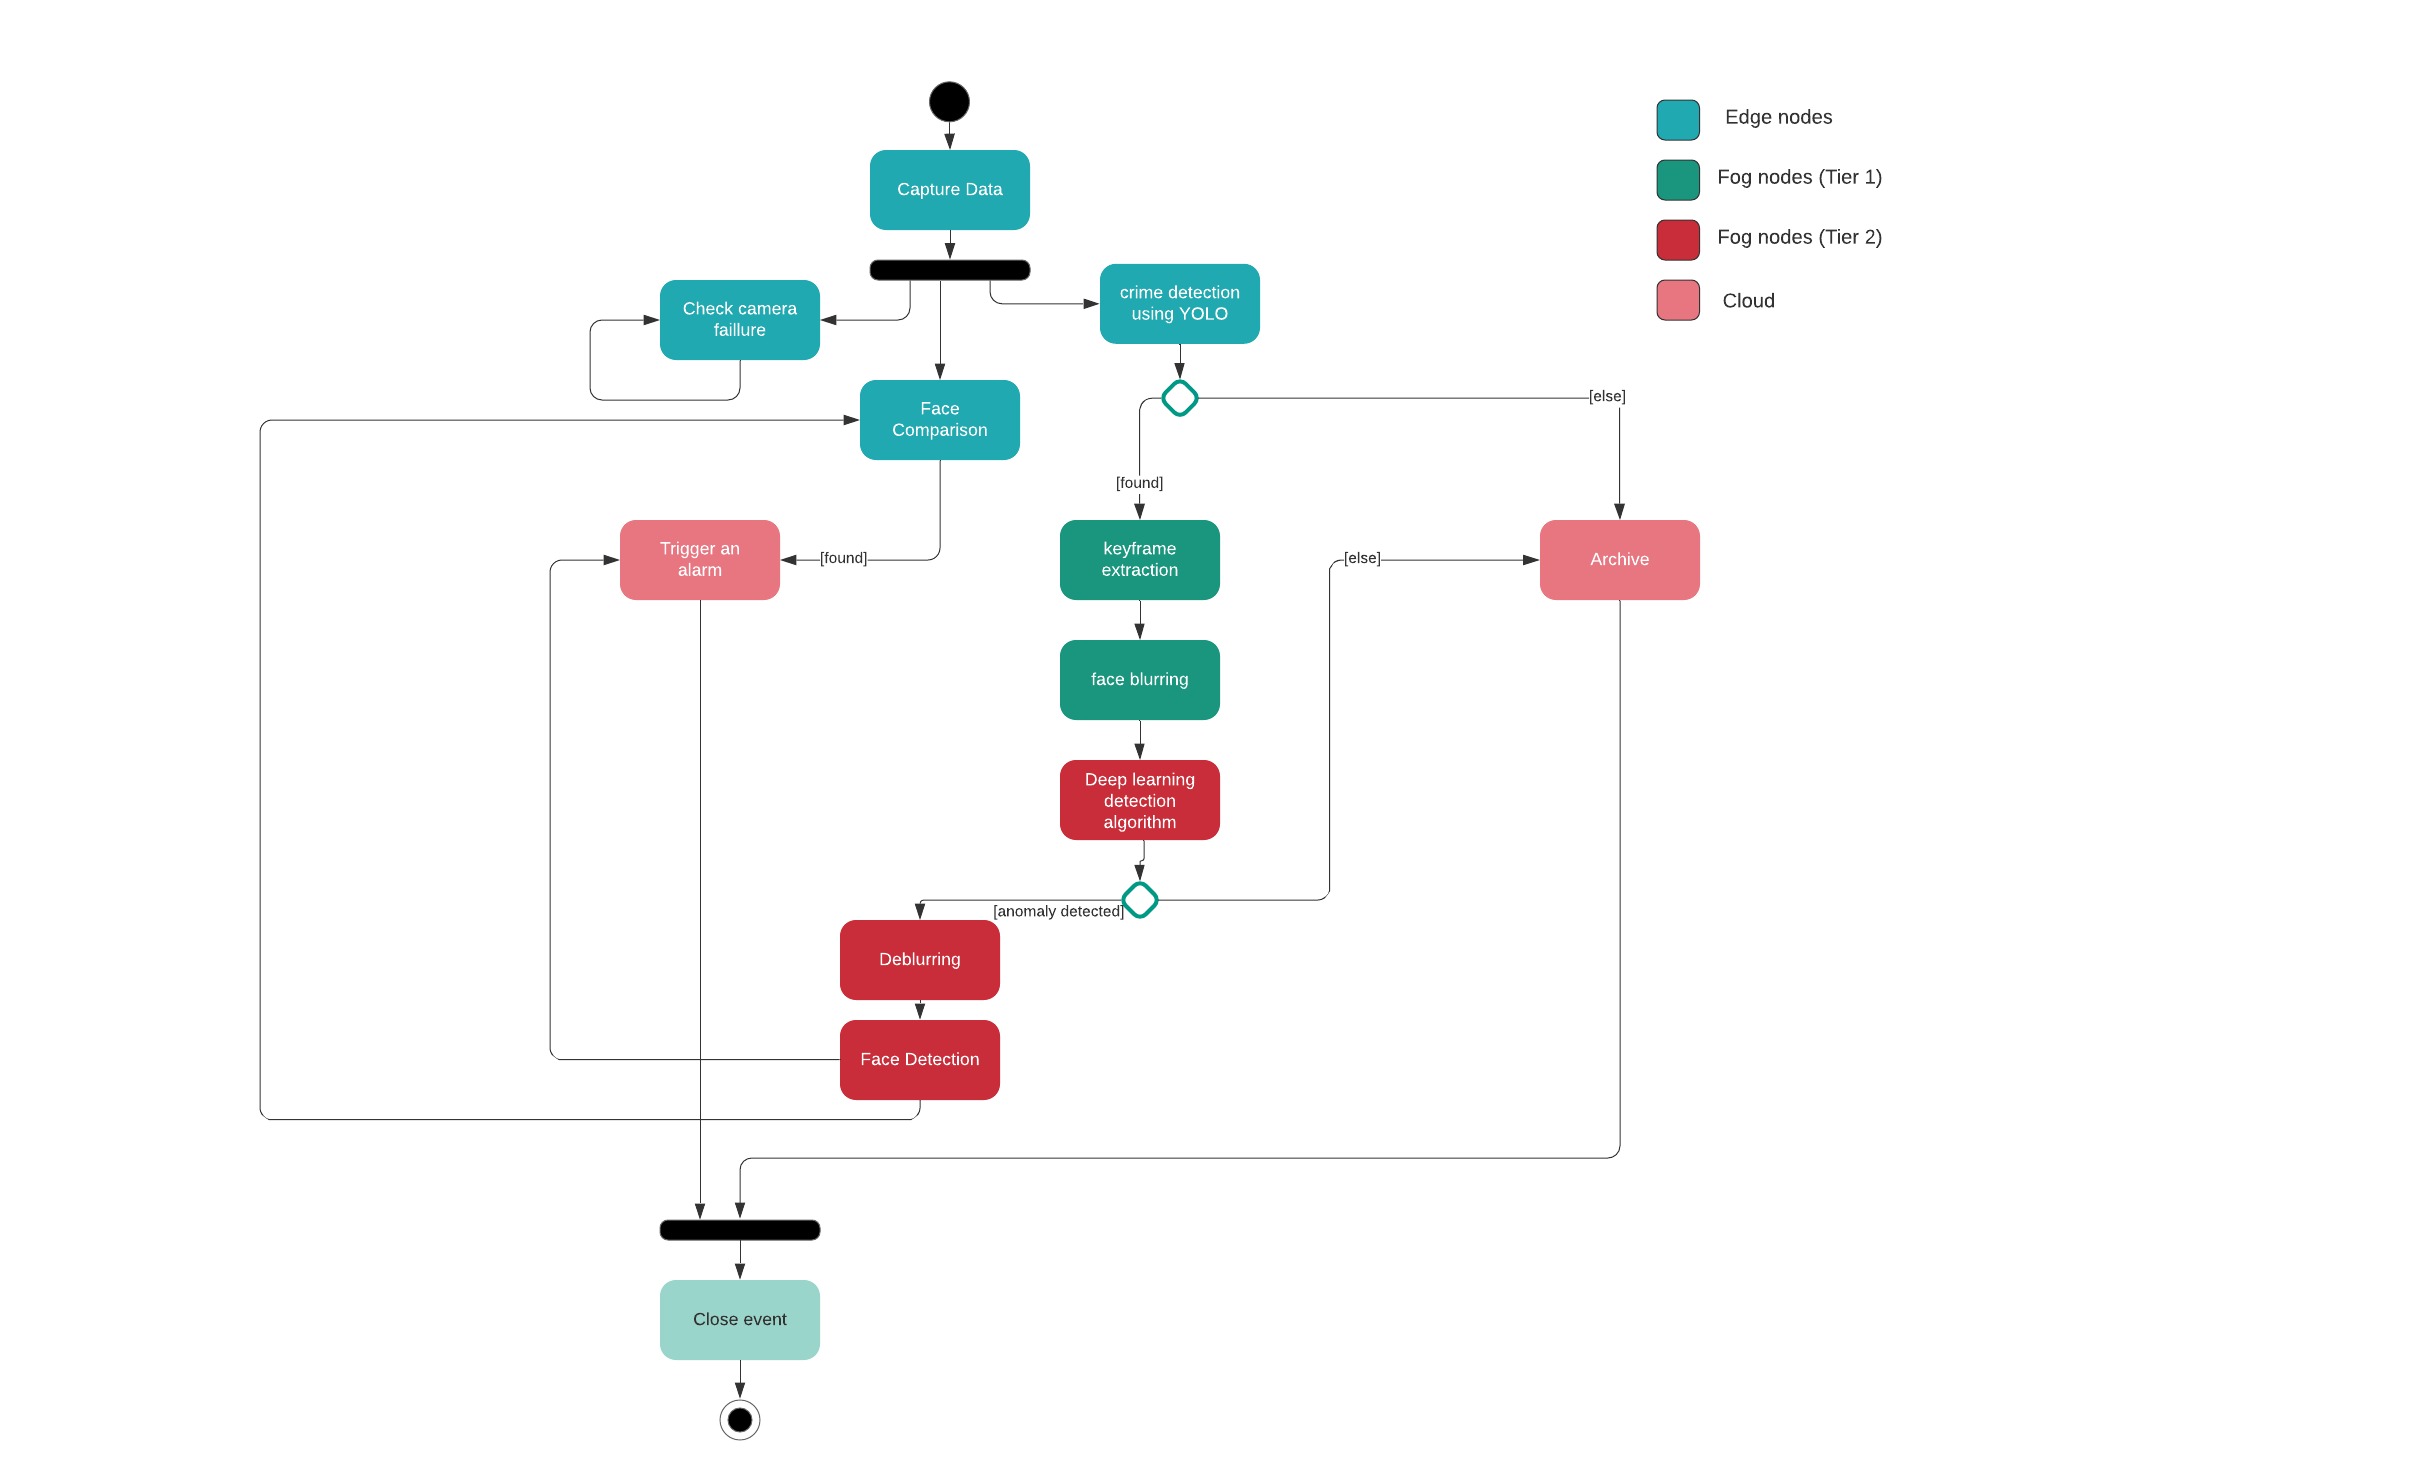 Edge nodes
Fog nodes (Tier 1)
Fog nodes (Tier 2)
Cloud
Capture Data
Check camera
faillure
crime detection
using YOLO
Face
Comparison
[else]
[found]
Trigger an
alarm
[found]
keyframe
extraction
[else]
Archive
face blurring
Deep learning
detection
algorithm
[anomaly detected]
Deblurring
Face Detection
Close event